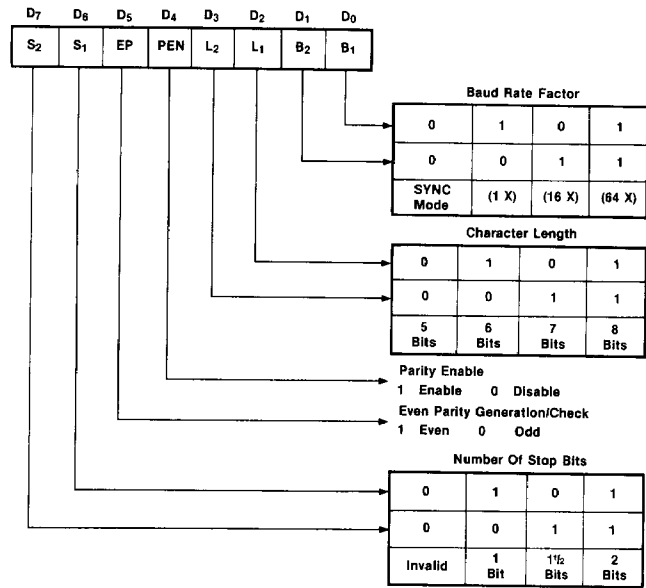 D7 D6 D5 D4 D3 D2 D1 D0
S2 S1 EP PEN L2 L1 B2 B1
Baud Rate Factor
0 1 0 1
0 0 1 1
SYNC Mode (1 X) (16 X) (64 X)
Character Length
0 1 0 1
0 0 1 1
5 Bits 6 Bits 7 Bits 8 Bits
Parity Enable
1 Enable 0 Disable
Even Parity Generation/Check
1 Even 0 Odd
Number Of Stop Bits
0 1 0 1
0 0 1 1
Invalid 1 Bit 1½ Bits 2 Bits